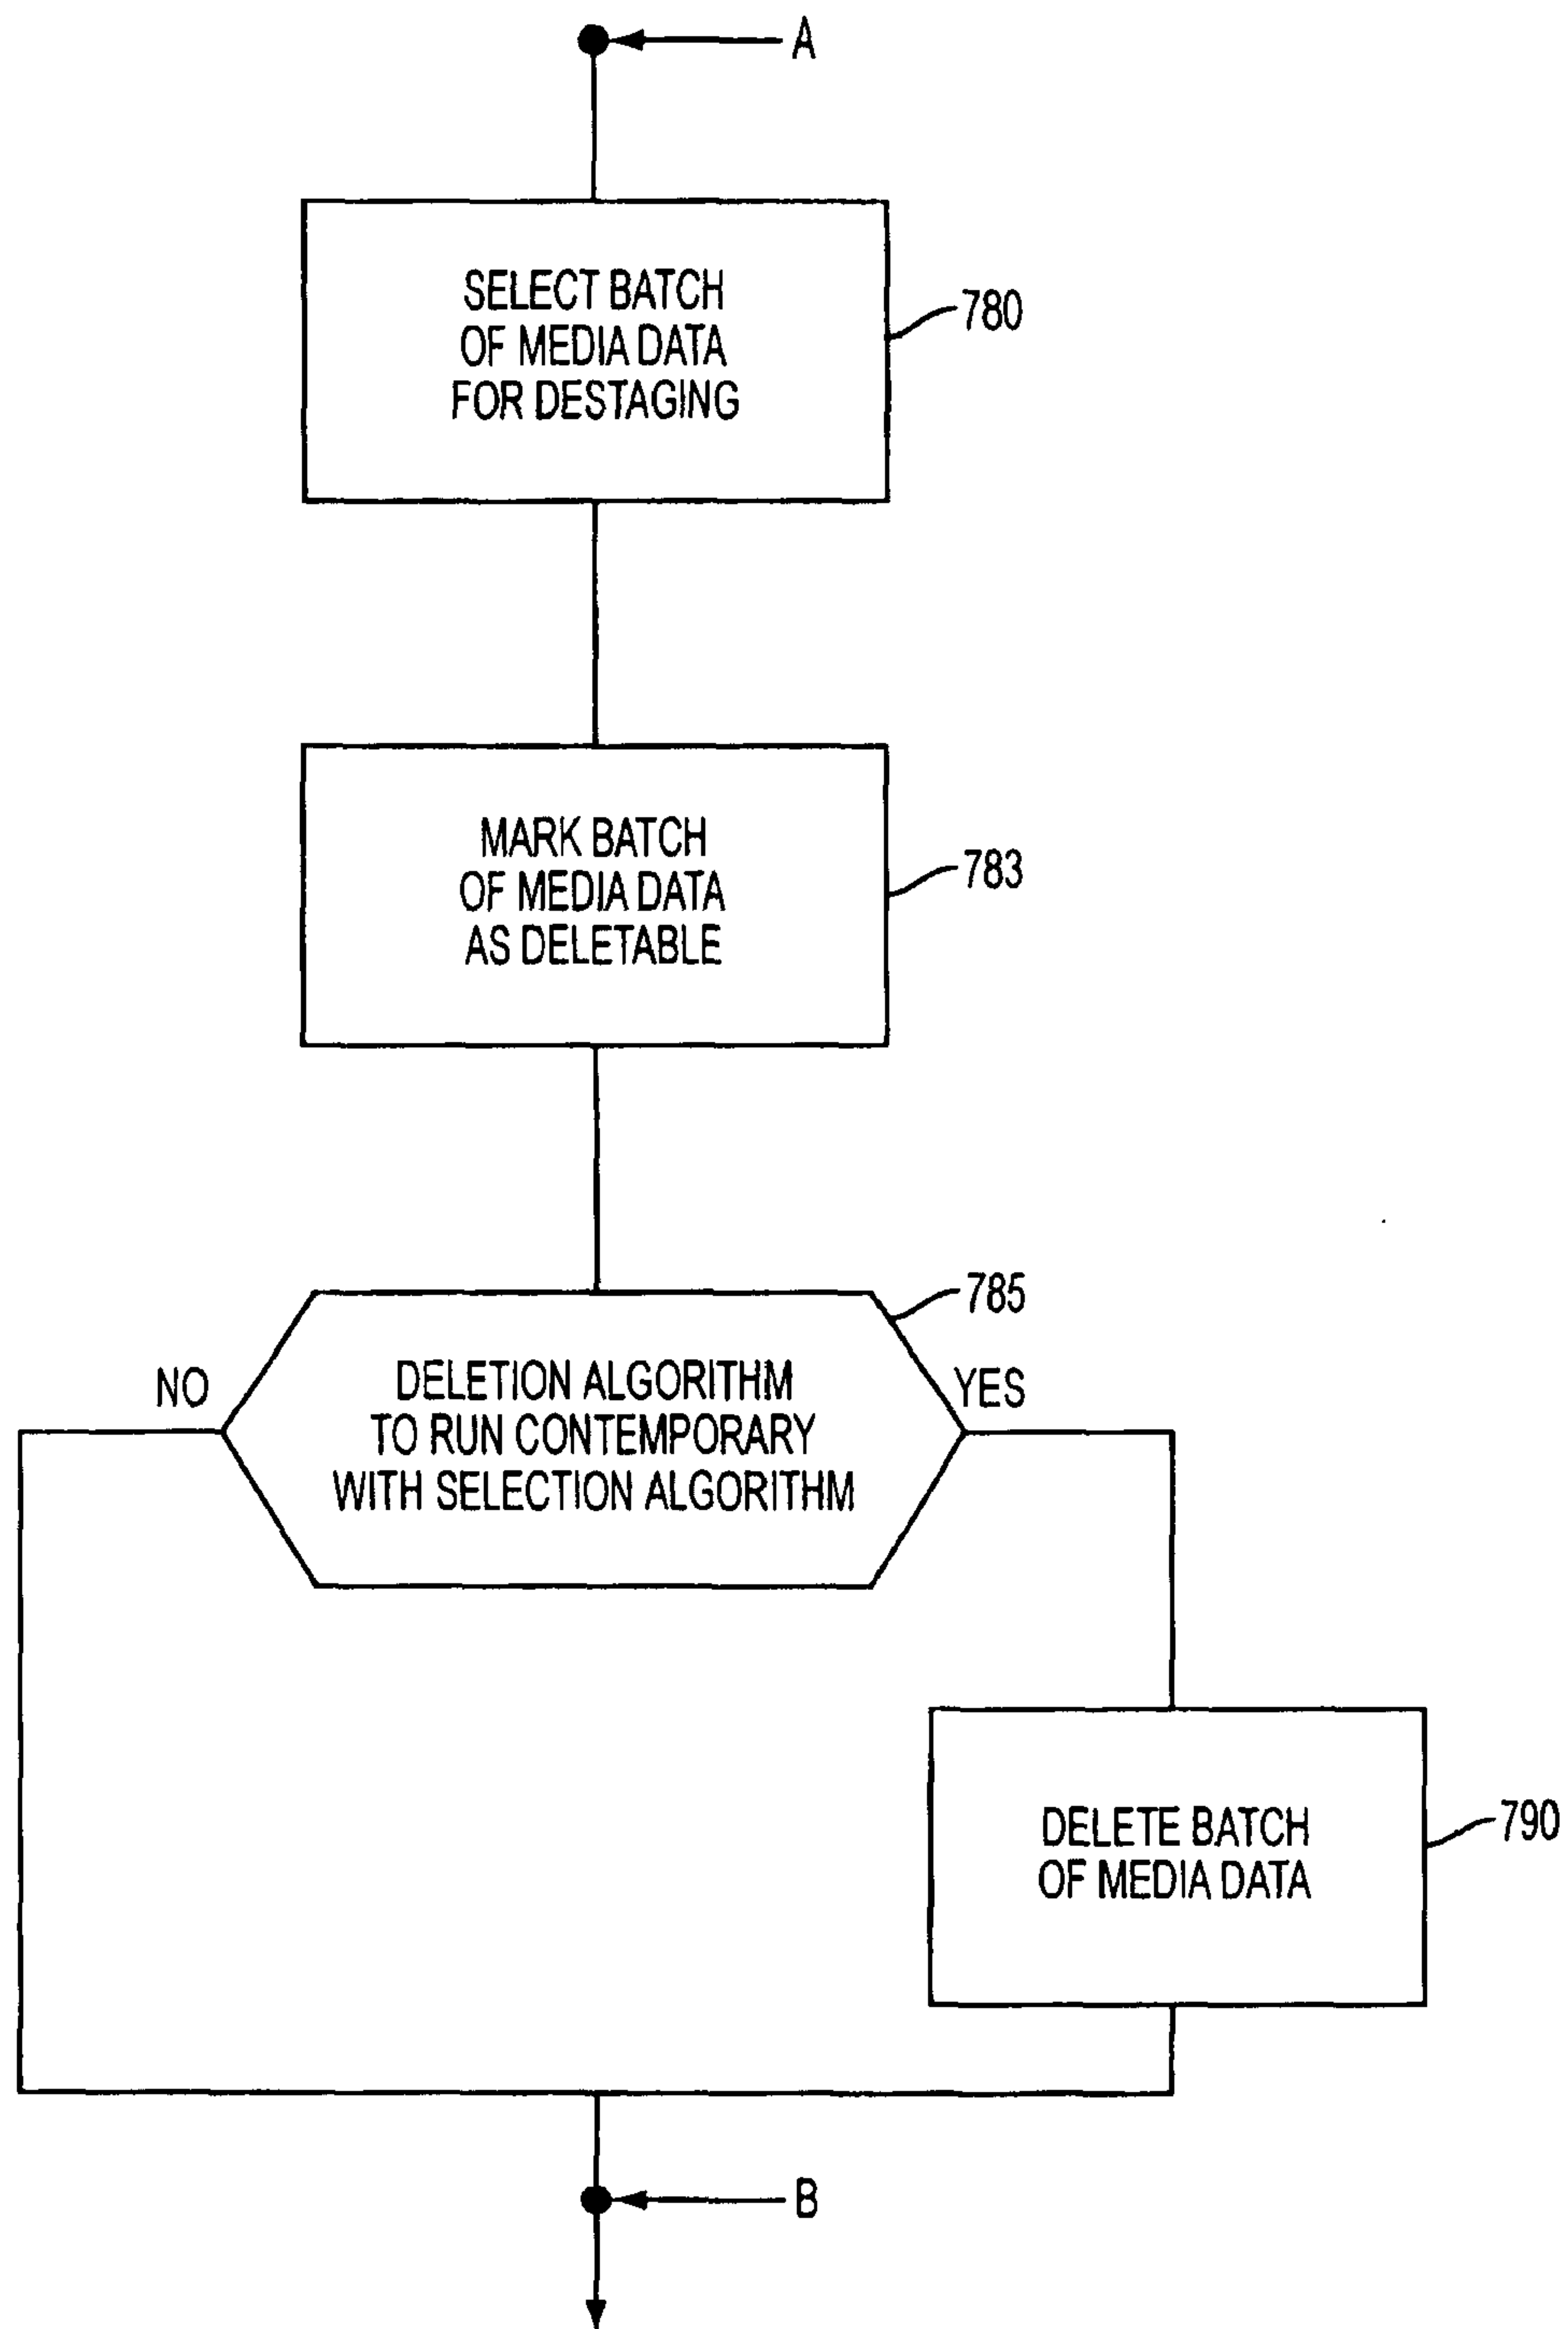 A
SELECT BATCH
OF MEDIA DATA
FOR DESTAGING
780
MARK BATCH
OF MEDIA DATA
AS DELETABLE
783
785
NO
DELETION ALGORITHM
TO RUN CONTEMPORARY
WITH SELECTION ALGORITHM
YES
DELETE BATCH
OF MEDIA DATA
790
B